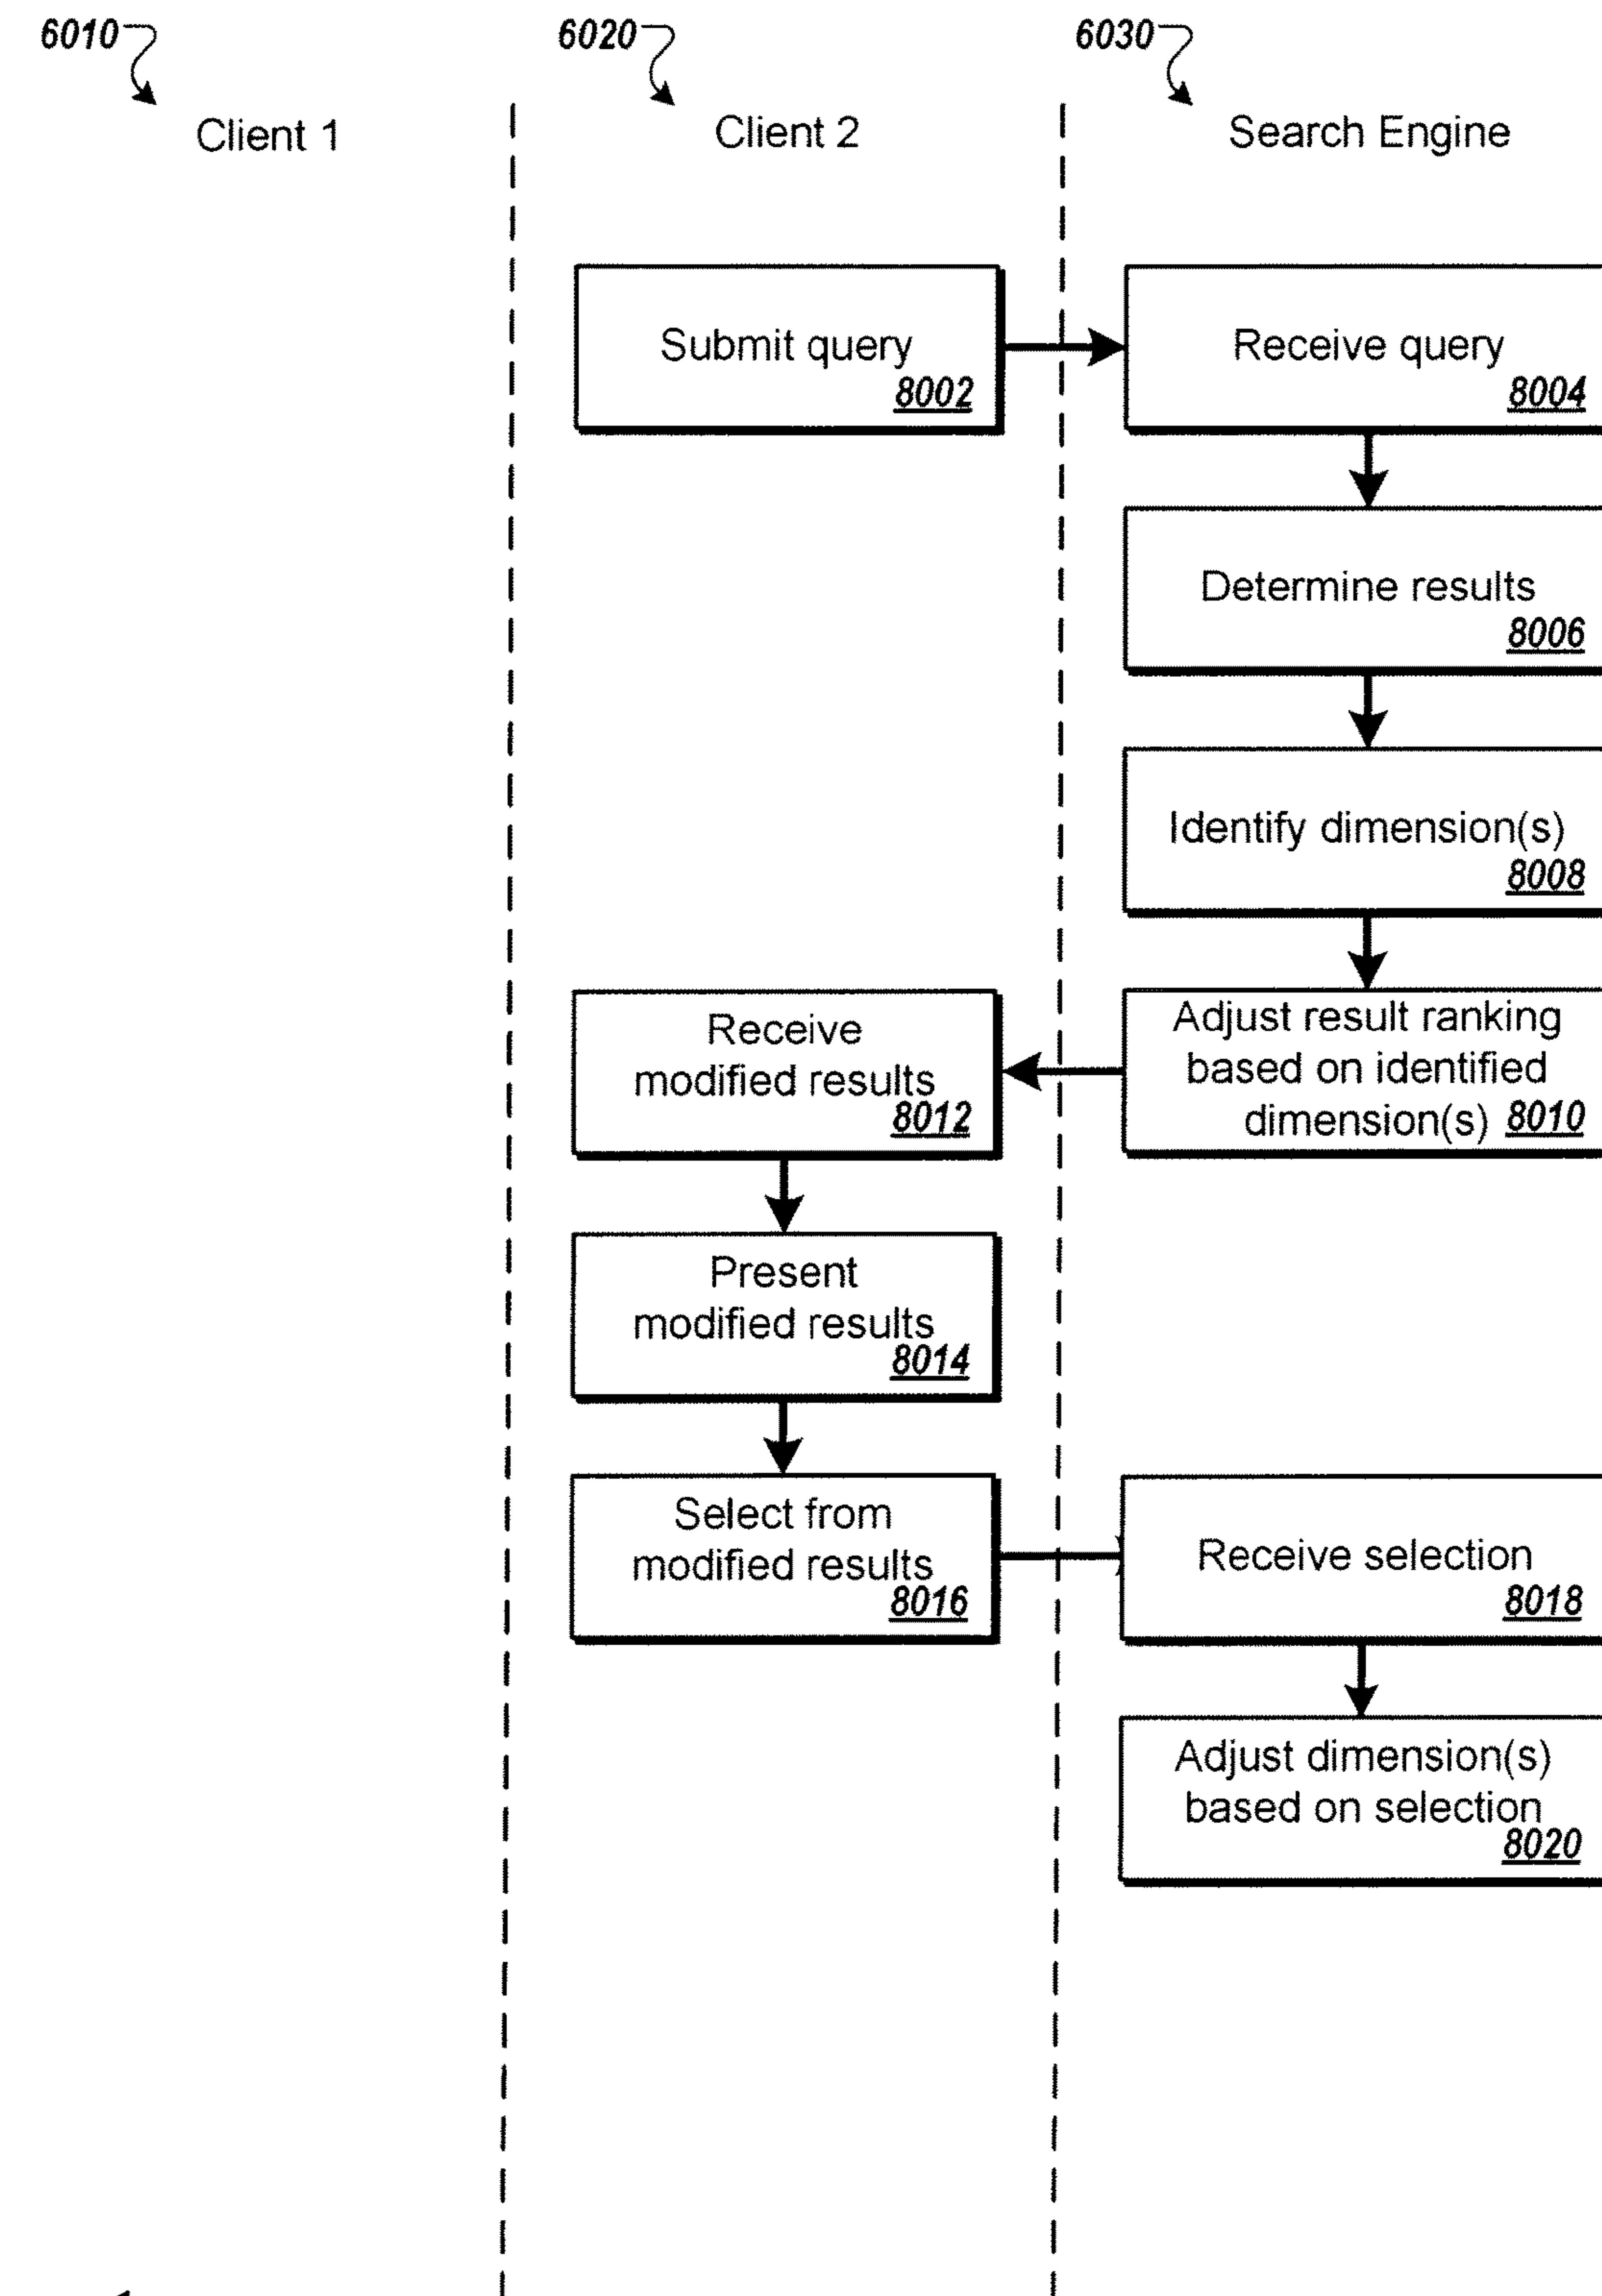 6010
6020
6030
Client 1
Client 2
Search Engine
Submit query
8002
Receive query
8004
Determine results
8006
Identify dimension(s)
8008
Adjust result ranking
based on identified
dimension(s) 8010
Receive
modified results
8012
Present
modified results
8014
Select from
modified results
8016
Receive selection
8018
Adjust dimension(s)
based on selection
8020